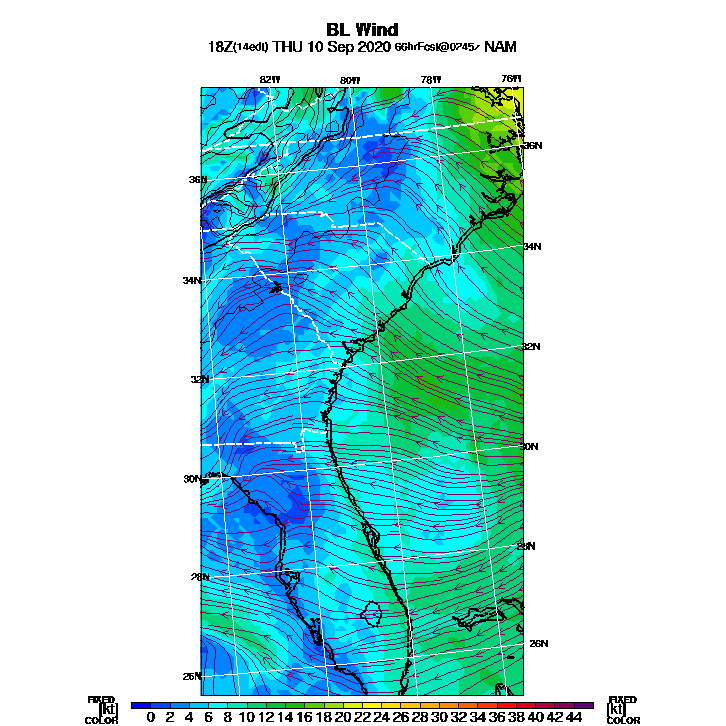 BL Wind
18Z(14edt) THU 10 Sep 2020 66hrFcst@0245z NAM
82W 80W 78W 76W
36N
36N
34N
34N
32N
32N
30N
30N
28N
28N
26N
26N
FIXED FIXED
[kt] 0 2 4 6 8 10 12 14 16 18 20 22 24 26 28 30 32 34 36 38 40 42 44 [kt]
COLOR COLOR